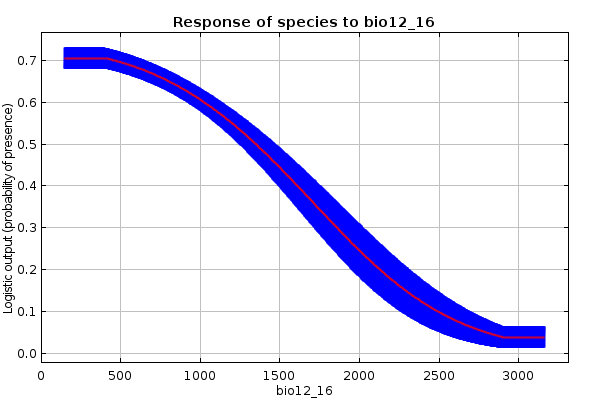 Response of species to bio12_16
Logistic output (probability of presence)
0.7
0.6
0.5
0.4
0.3
0.2
0.1
0.0
0 500 1000 1500 2000 2500 3000
bio12_16